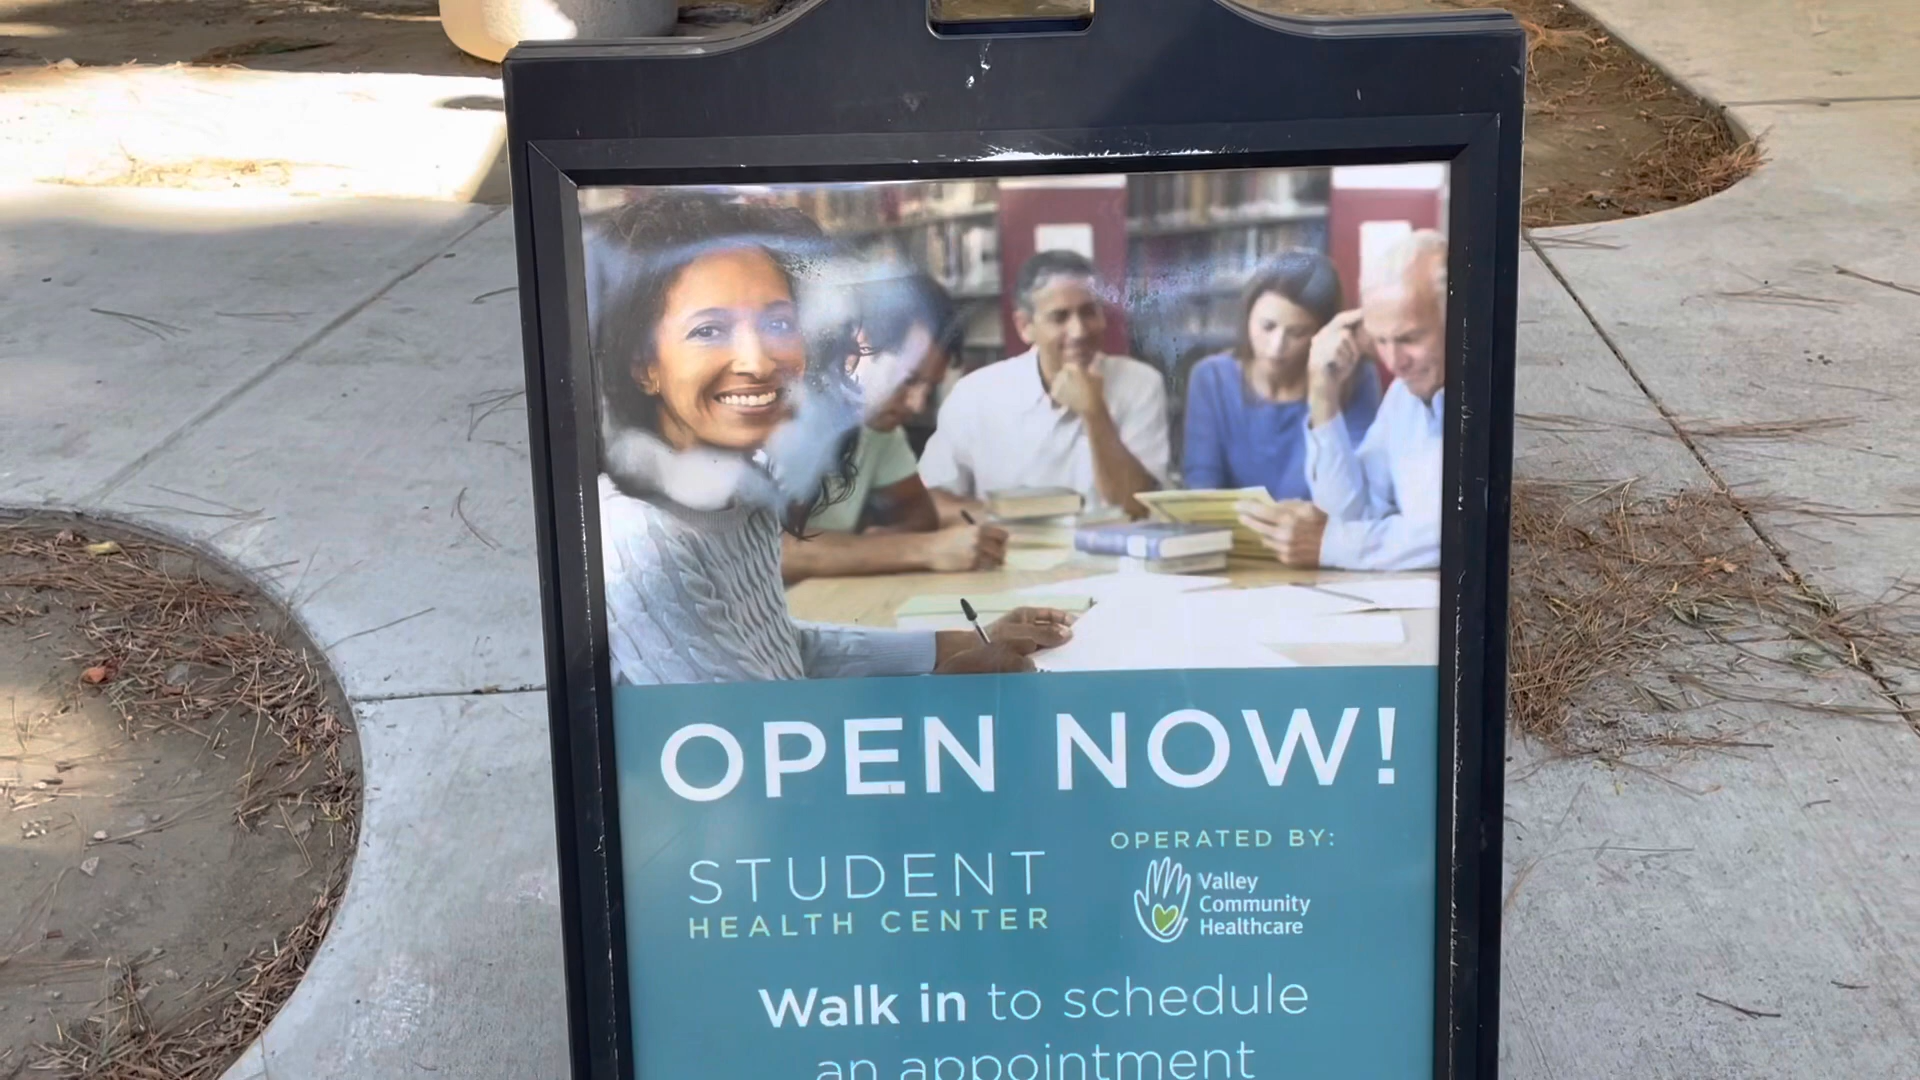 OPEN NOW!
STUDENT
HEALTH CENTER
OPERATED BY:
Valley
Community
Healthcare
Walk in to schedule
an appointment